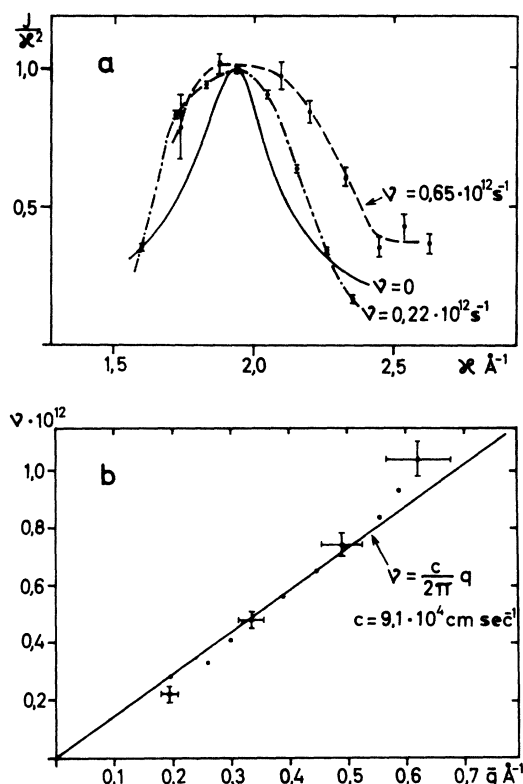 J/ϰ²
a
1,0
0,5
ν=0,65·10¹²s⁻¹
ν=0
ν=0,22·10¹²s⁻¹
1,5 2,0 2,5 ϰ Å⁻¹
ν·10¹²
b
1,0
0,8
0,6
0,4
0,2
ν=c/2π q
c=9,1·10⁴cm sec⁻¹
0,1 0,2 0,3 0,4 0,5 0,6 0,7 q Å⁻¹